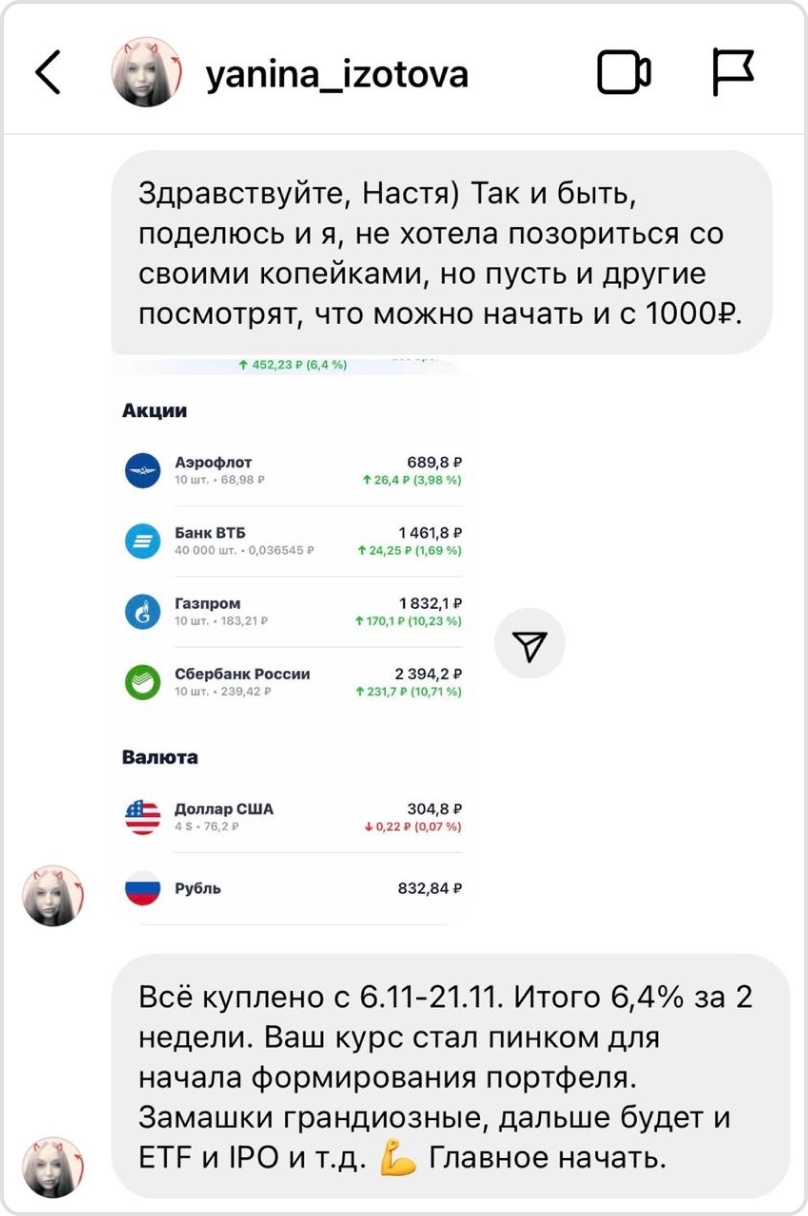 yanina_izotova
Здравствуйте, Настя) Так и быть,
поделюсь и я, не хотела позориться со
своими копейками, но пусть и другие
посмотрят, что можно начать и с 1000₽.
↑ 452,23 ₽ (6,4 %)
Акции
Аэрофлот 689,8 ₽
10 шт. • 68,98 ₽ ↑ 26,4 ₽ (3,98 %)
Банк ВТБ 1 461,8 ₽
40 000 шт. • 0,036545 ₽ ↑ 24,25 ₽ (1,69 %)
Газпром 1 832,1 ₽
10 шт. • 183,21 ₽ ↑ 170,1 ₽ (10,23 %)
Сбербанк России 2 394,2 ₽
10 шт. • 239,42 ₽ ↑ 231,7 ₽ (10,71 %)
Валюта
Доллар США 304,8 ₽
4 $ • 76,2 ₽ ↓ 0,22 ₽ (0,07 %)
Рубль 832,84 ₽
Всё куплено с 6.11-21.11. Итого 6,4% за 2
недели. Ваш курс стал пинком для
начала формирования портфеля.
Замашки грандиозные, дальше будет и
ETF и IPO и т.д. 💪 Главное начать.